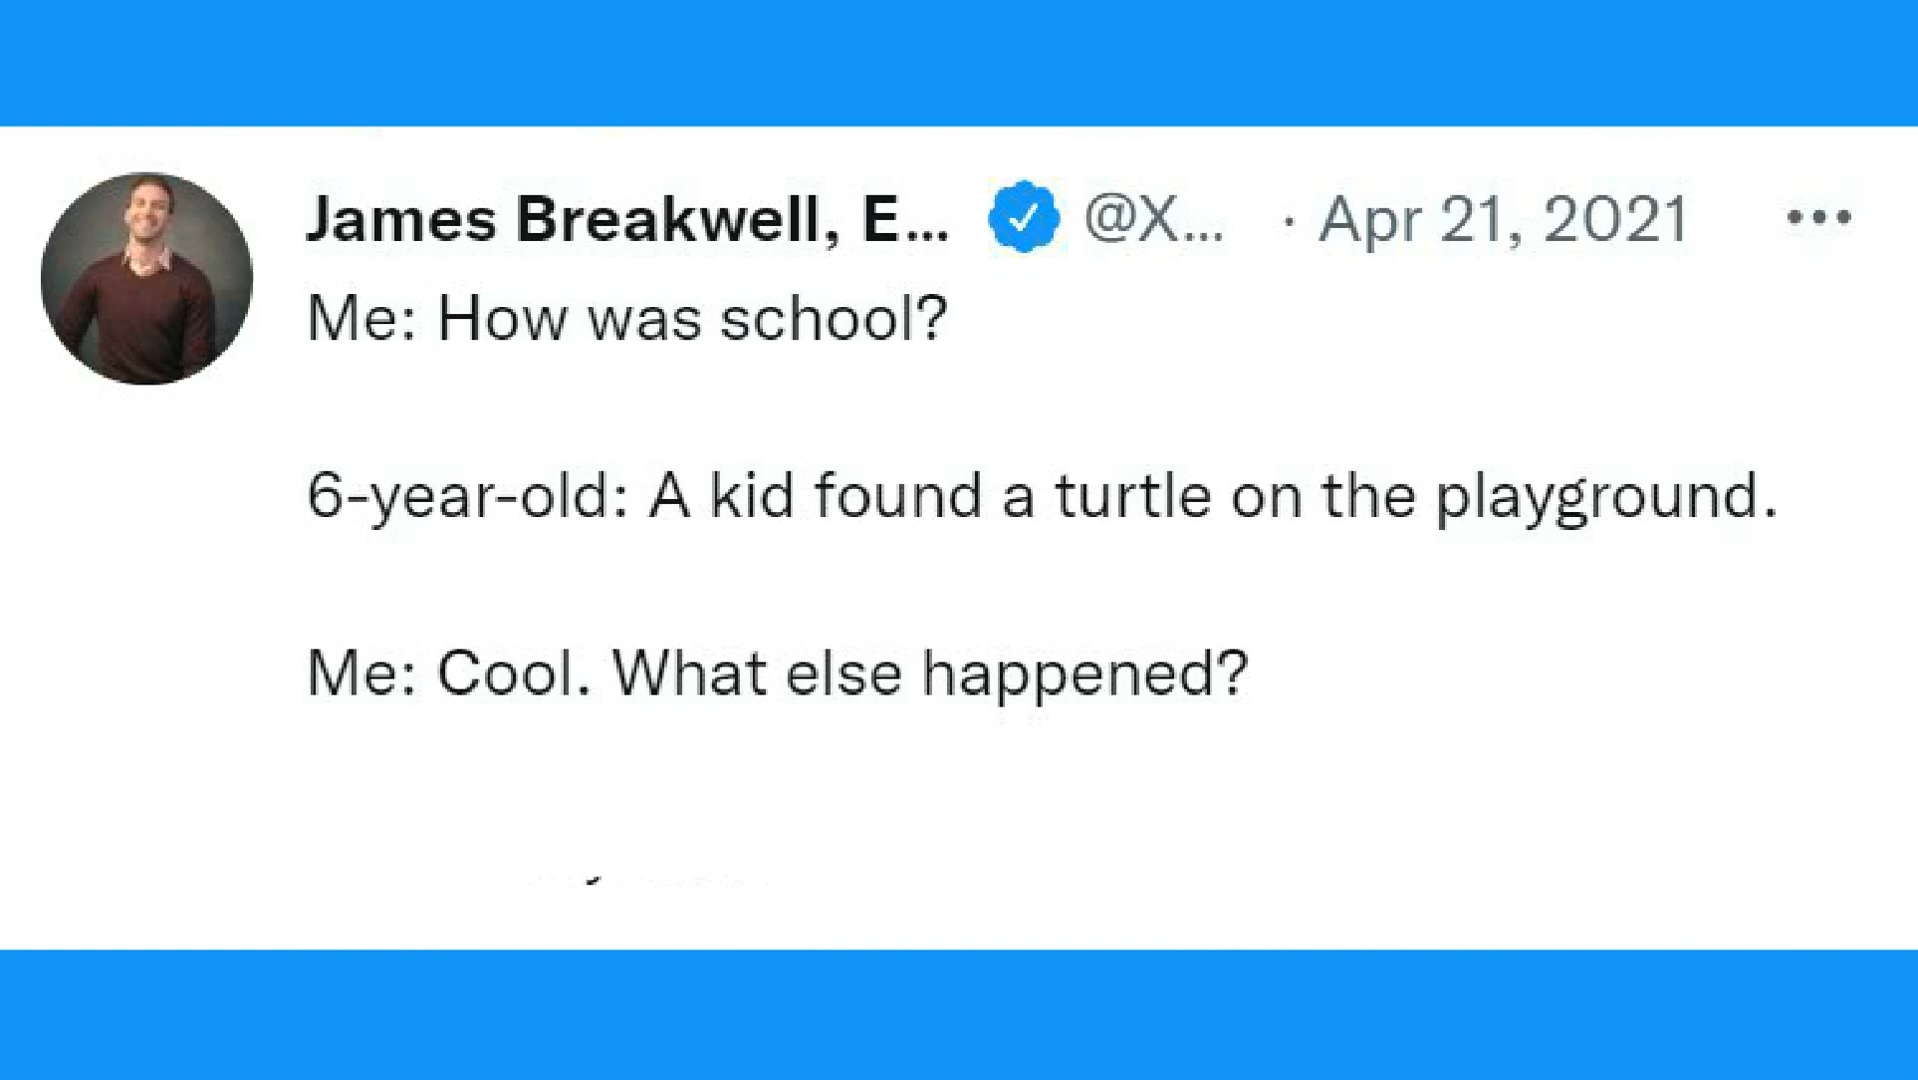 James Breakwell, E... @X... · Apr 21, 2021 ...
Me: How was school?
6-year-old: A kid found a turtle on the playground.
Me: Cool. What else happened?